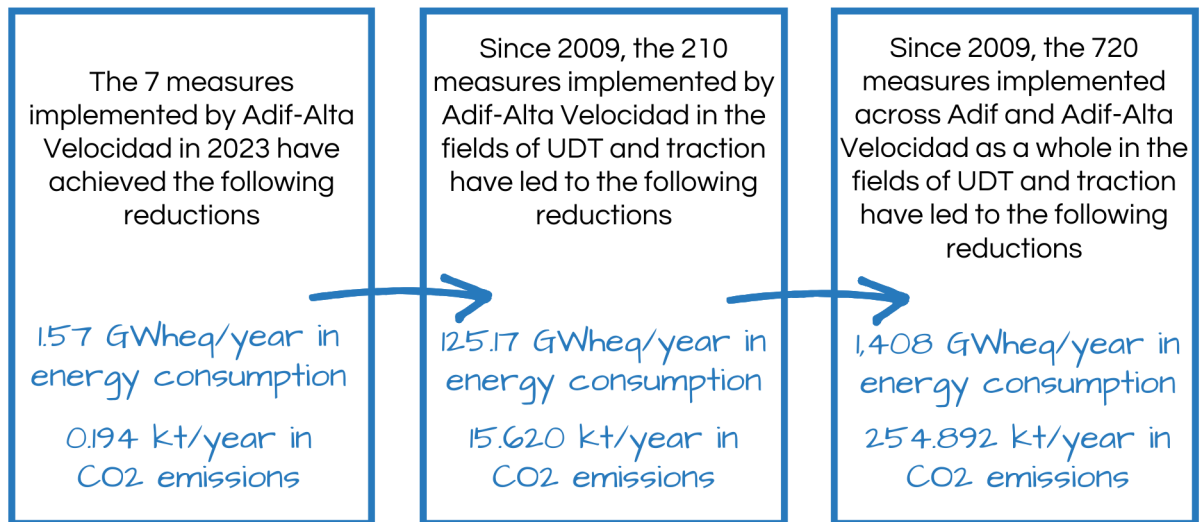 The 7 measures
implemented by Adif-Alta
Velocidad in 2023 have
achieved the following
reductions
1.57 GWheq/year in
energy consumption
0.194 kt/year in
CO2 emissions
Since 2009, the 210
measures implemented by
Adif-Alta Velocidad in the
fields of UDT and traction
have led to the following
reductions
125.17 GWheq/year in
energy consumption
15.620 kt/year in
CO2 emissions
Since 2009, the 720
measures implemented
across Adif and Adif-Alta
Velocidad as a whole in the
fields of UDT and traction
have led to the following
reductions
1,408 GWheq/year in
energy consumption
254.892 kt/year in
CO2 emissions